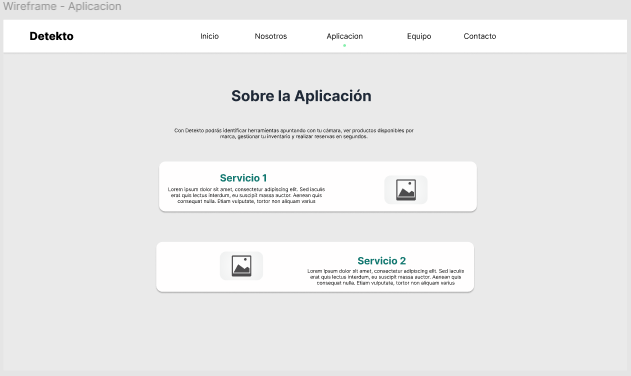 Wireframe - Aplicacion
Detekto
Inicio
Nosotros
Aplicacion
Equipo
Contacto
Sobre la Aplicación
Con Detekto podrás identificar herramientas apuntando con tu cámara, ver productos disponibles por
marca, gestionar tu inventario y realizar reservas en segundos.
Servicio 1
Lorem ipsum dolor sit amet, consectetur adipiscing elit. Sed iaculis
erat quis lectus interdum, eu suscipit massa auctor. Aenean quis
consequat nulla. Etiam vulputate, tortor non aliquam varius
Servicio 2
Lorem ipsum dolor sit amet, consectetur adipiscing elit. Sed iaculis
erat quis lectus interdum, eu suscipit massa auctor. Aenean quis
consequat nulla. Etiam vulputate, tortor non aliquam varius